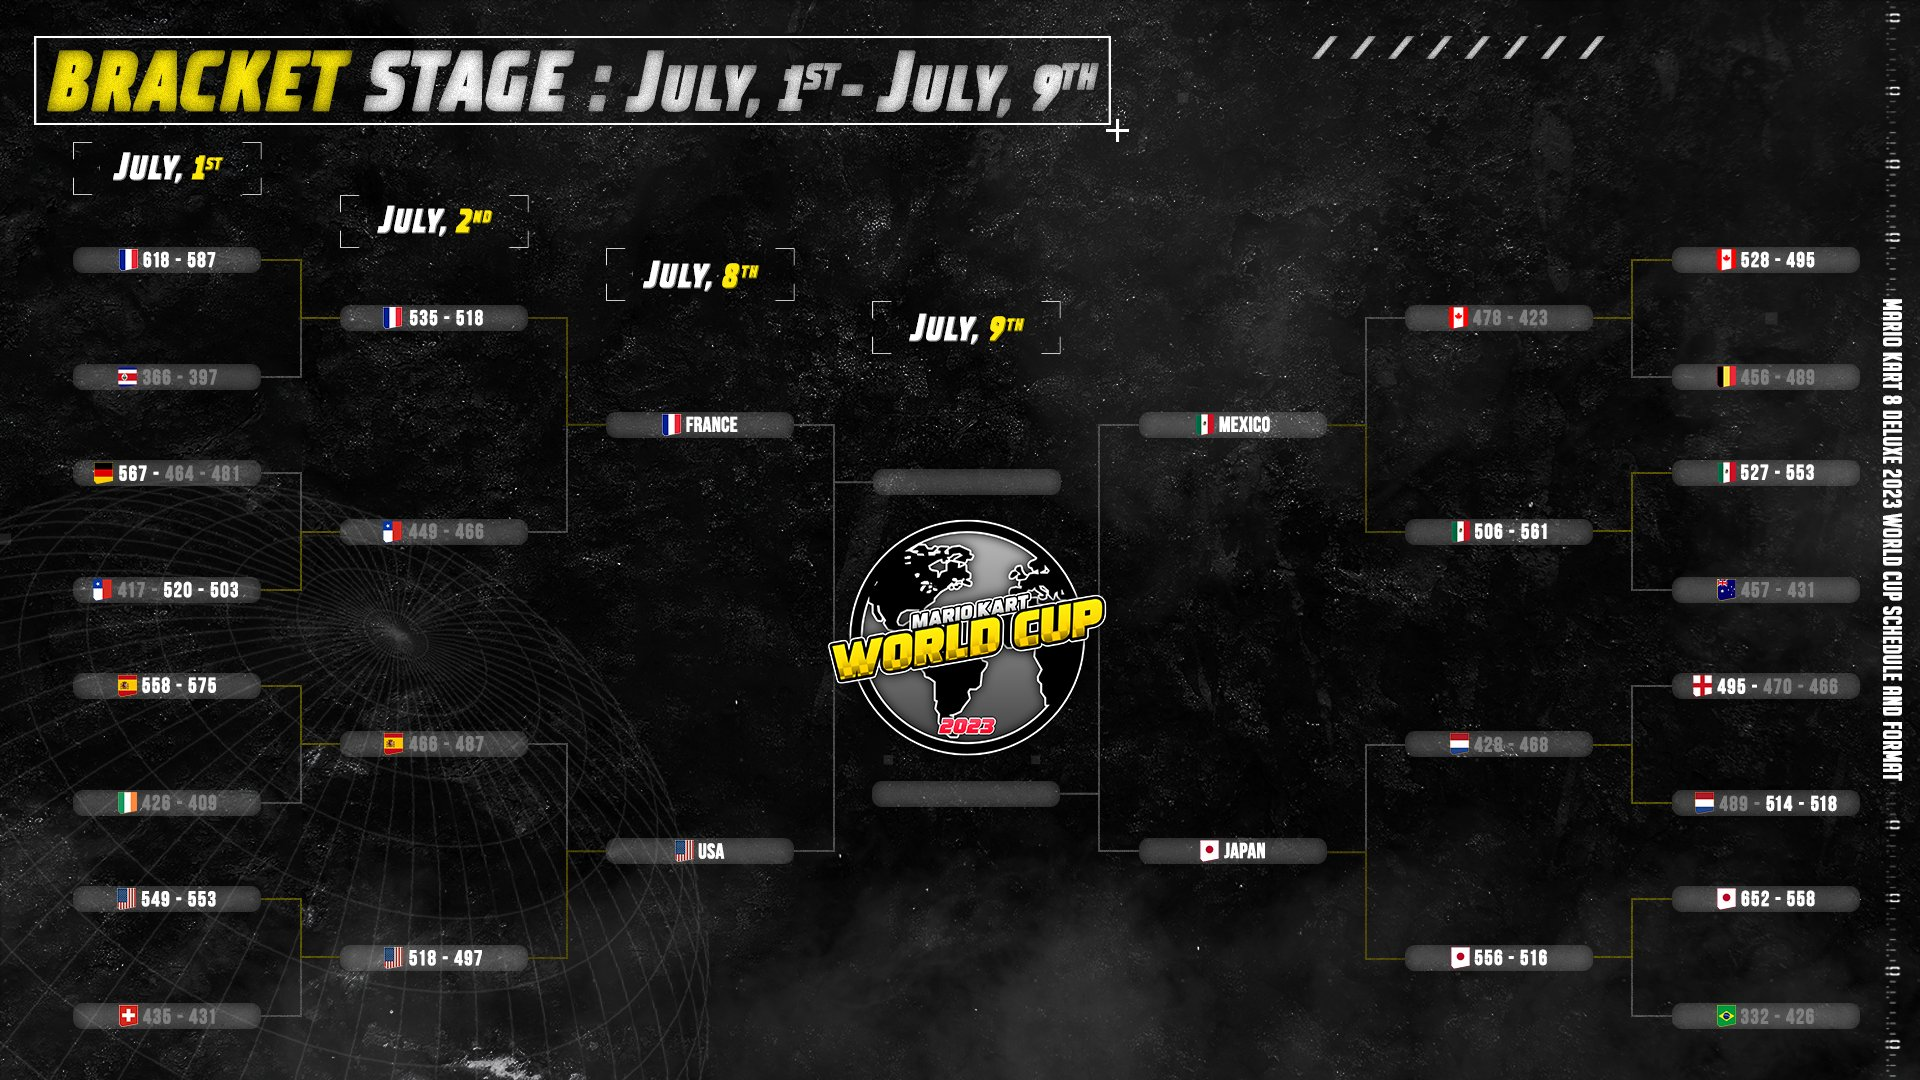 BRACKET STAGE : JULY, 1ST - JULY, 9TH
JULY, 1ST
JULY, 2ND
JULY, 8TH
JULY, 9TH
618 - 587
366 - 397
567 - 464 - 481
417 - 520 - 503
558 - 575
426 - 409
549 - 553
435 - 431
535 - 518
449 - 466
466 - 487
518 - 497
FRANCE
USA
MARIO KART
WORLD CUP
2023
MEXICO
JAPAN
478 - 423
506 - 561
428 - 468
556 - 516
528 - 495
456 - 489
527 - 553
457 - 431
495 - 470 - 466
489 - 514 - 518
652 - 558
332 - 426
MARIO KART 8 DELUXE 2023 WORLD CUP SCHEDULE AND FORMAT